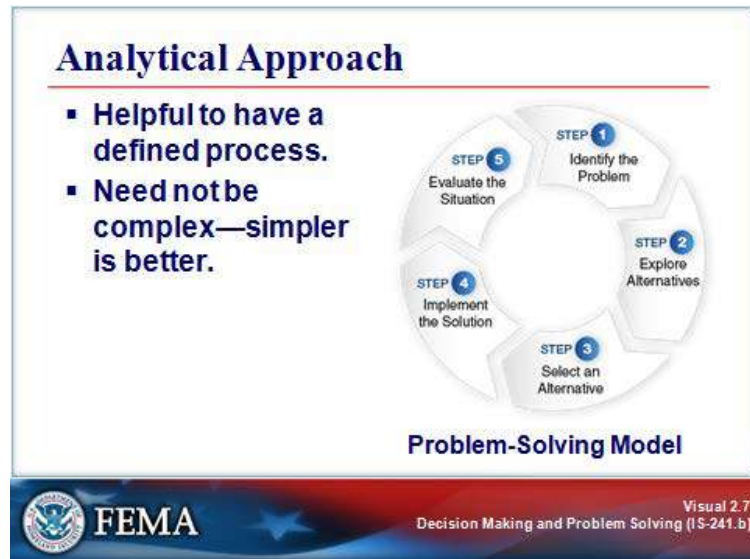 Analytical Approach
▪ Helpful to have a
defined process.
▪ Need not be
complex—simpler
is better.
STEP 1
Identify the
Problem
STEP 2
Explore
Alternatives
STEP 3
Select an
Alternative
STEP 4
Implement
the Solution
STEP 5
Evaluate the
Situation
Problem-Solving Model
FEMA
Visual 2.7
Decision Making and Problem Solving (IS-241.b)